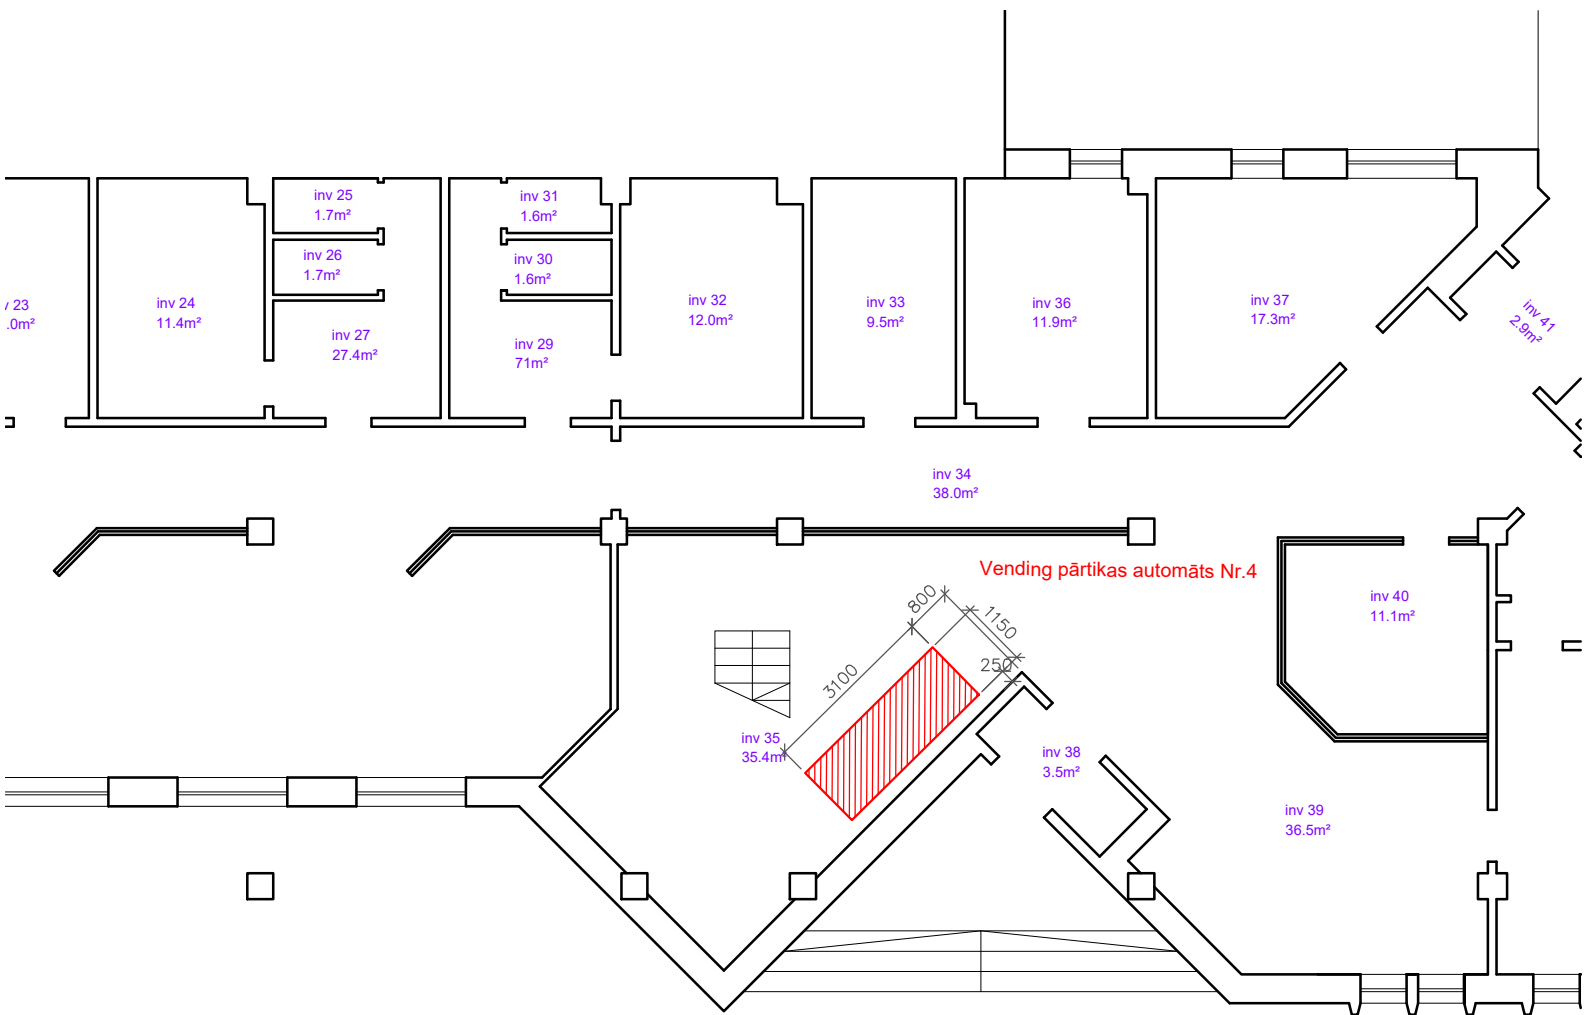 inv 25
1.7m²
inv 31
1.6m²
inv 26
1.7m²
inv 30
1.6m²
23
.0m²
inv 24
11.4m²
inv 27
27.4m²
inv 29
71m²
inv 32
12.0m²
inv 33
9.5m²
inv 36
11.9m²
inv 37
17.3m²
inv 41
2.9m²
inv 34
38.0m²
Vending pārtikas automāts Nr.4
800
1150
250
3100
inv 40
11.1m²
inv 35
35.4m
inv 38
3.5m²
inv 39
36.5m²